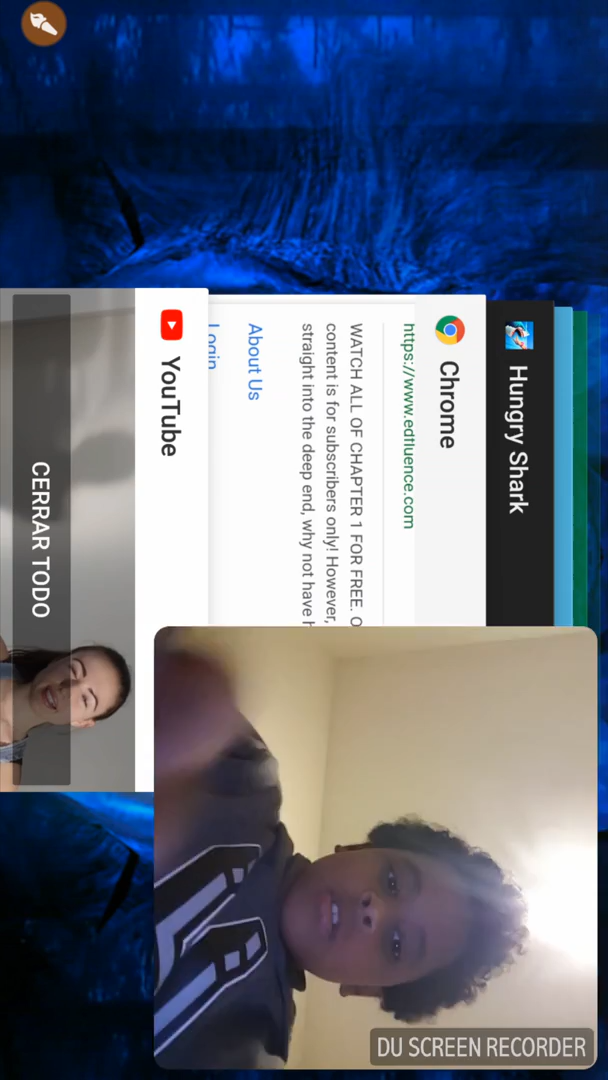 Hungry Shark
Chrome
https://www.edfluence.com
WATCH ALL OF CHAPTER 1 FOR FREE. O
content is for subscribers only! However,
straight into the deep end, why not have
About Us
Login
YouTube
CERRAR TODO
DU SCREEN RECORDER